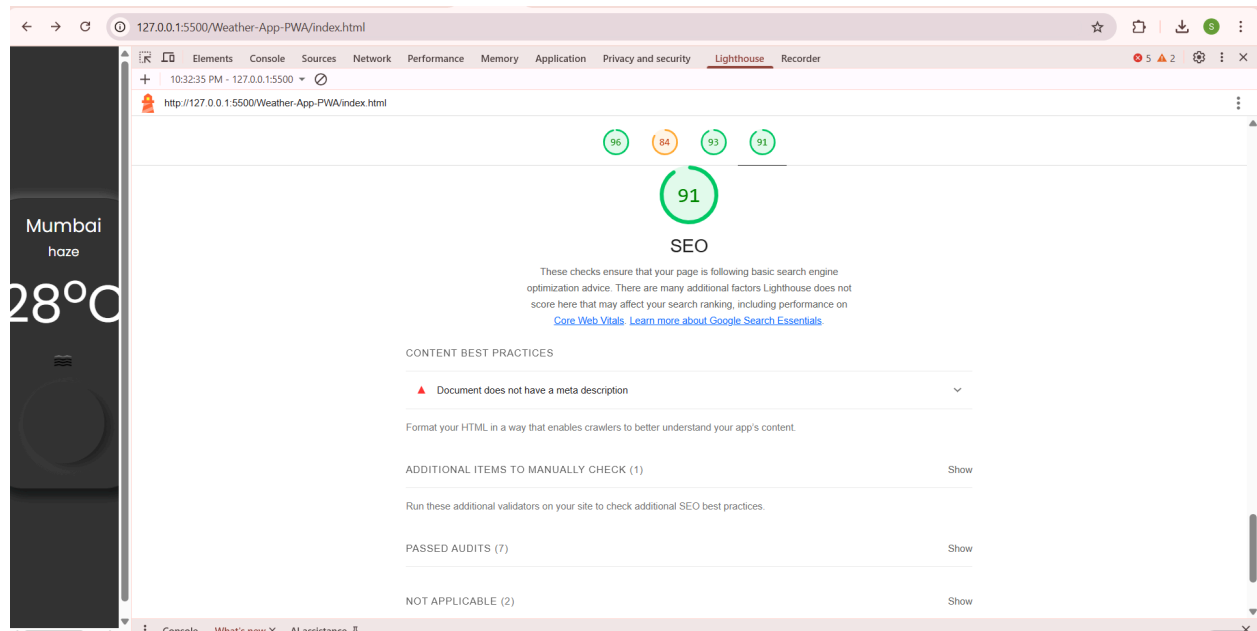 127.0.0.1:5500/Weather-App-PWA/index.html
S
Elements Console Sources Network Performance Memory Application Privacy and security Lighthouse Recorder
5 2
10:32:35 PM - 127.0.0.1:5500
http://127.0.0.1:5500/Weather-App-PWA/index.html
96 84 93 91
91
SEO
These checks ensure that your page is following basic search engine
optimization advice. There are many additional factors Lighthouse does not
score here that may affect your search ranking, including performance on
Core Web Vitals. Learn more about Google Search Essentials.
CONTENT BEST PRACTICES
Document does not have a meta description
Format your HTML in a way that enables crawlers to better understand your app's content.
ADDITIONAL ITEMS TO MANUALLY CHECK (1) Show
Run these additional validators on your site to check additional SEO best practices.
PASSED AUDITS (7) Show
NOT APPLICABLE (2) Show
Mumbai
haze
28°C
Console What's new AI assistance